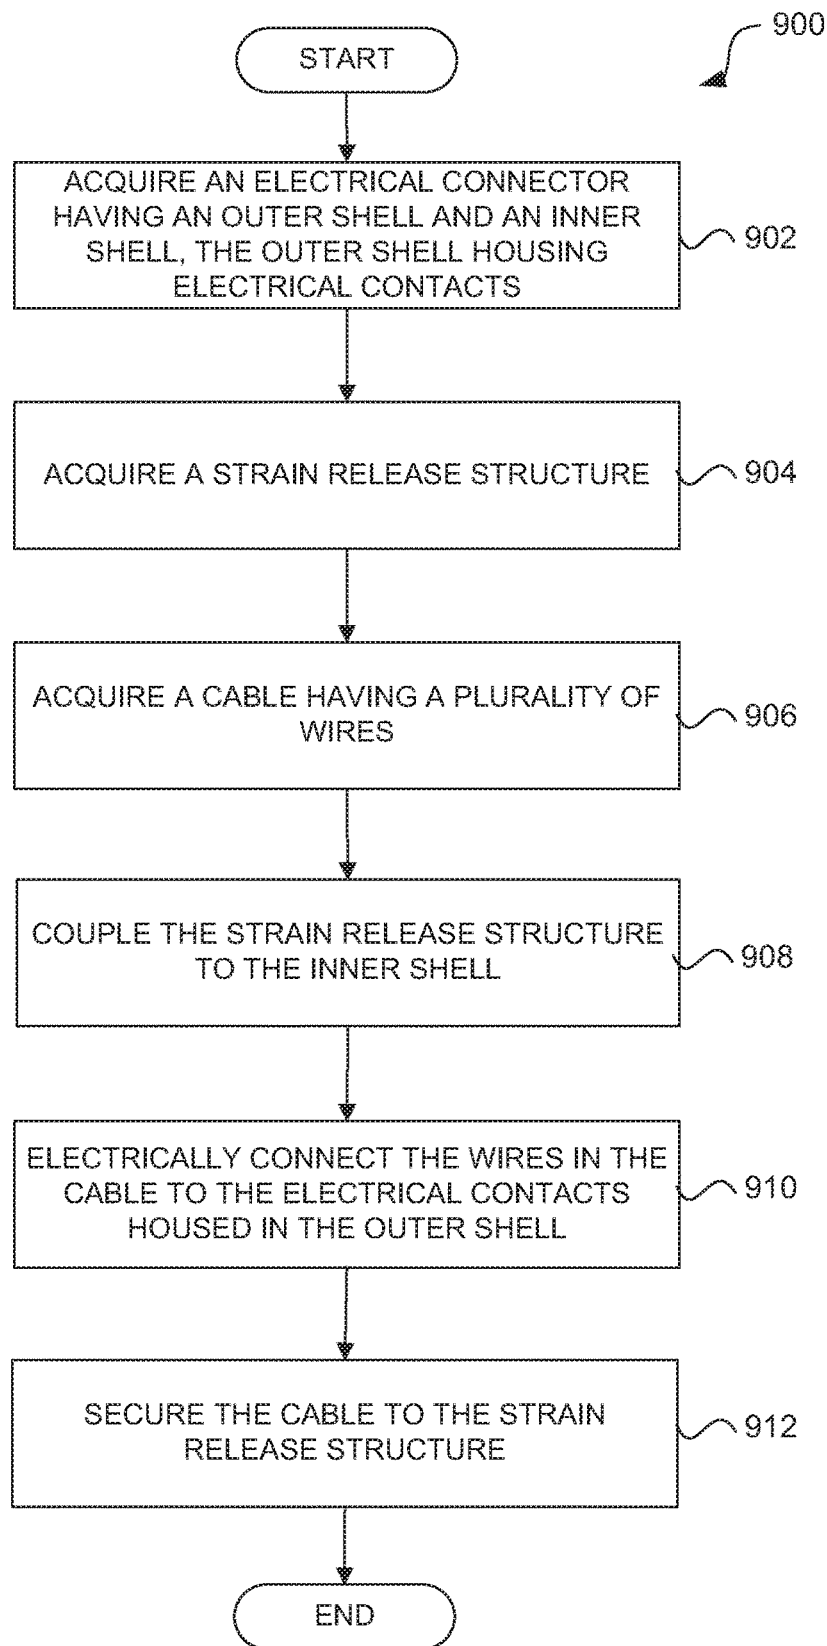 900
START
ACQUIRE AN ELECTRICAL CONNECTOR
HAVING AN OUTER SHELL AND AN INNER
SHELL, THE OUTER SHELL HOUSING
ELECTRICAL CONTACTS
902
ACQUIRE A STRAIN RELEASE STRUCTURE
904
ACQUIRE A CABLE HAVING A PLURALITY OF
WIRES
906
COUPLE THE STRAIN RELEASE STRUCTURE
TO THE INNER SHELL
908
ELECTRICALLY CONNECT THE WIRES IN THE
CABLE TO THE ELECTRICAL CONTACTS
HOUSED IN THE OUTER SHELL
910
SECURE THE CABLE TO THE STRAIN
RELEASE STRUCTURE
912
END